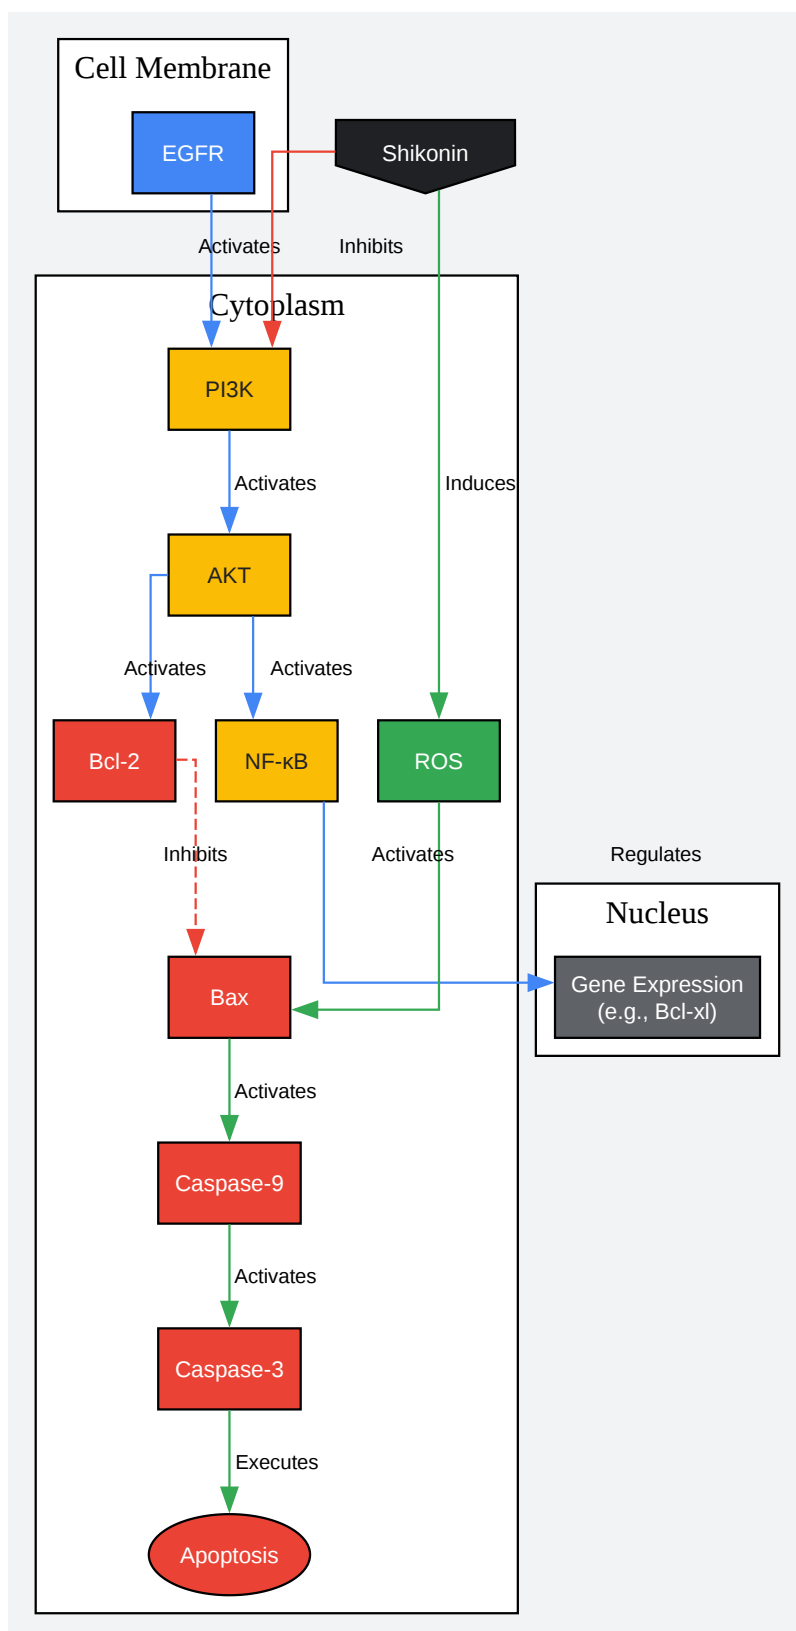 Cell Membrane
EGFR
Shikonin
Activates
Inhibits
Cytoplasm
PI3K
Activates
Induces
AKT
Activates
Activates
Bcl-2
NF-κB
ROS
Inhibits
Activates
Regulates
Nucleus
Bax
Gene Expression
(e.g., Bcl-xl)
Activates
Caspase-9
Activates
Caspase-3
Executes
Apoptosis